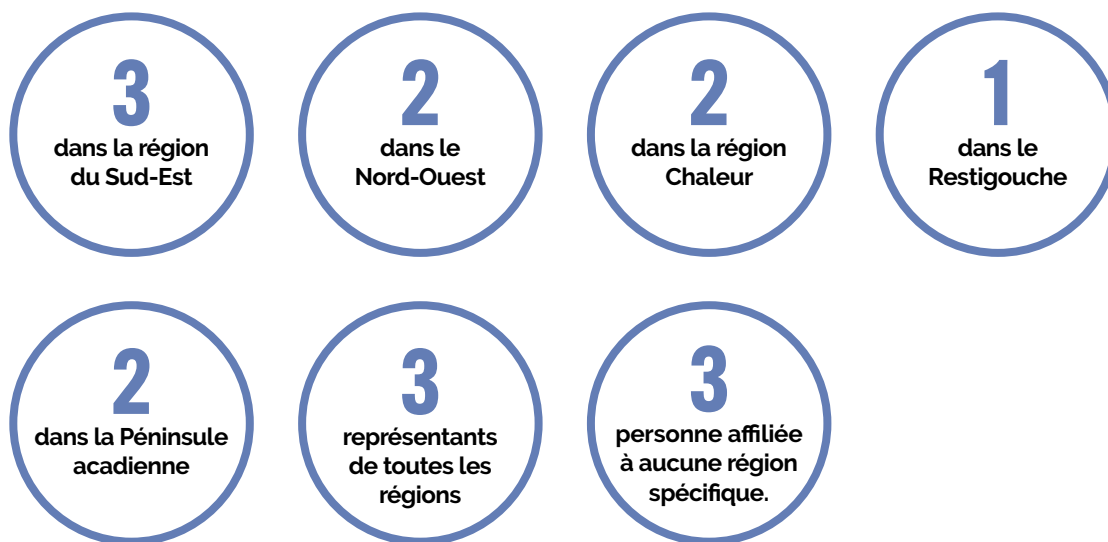 3
dans la région
du Sud-Est
2
dans le
Nord-Ouest
2
dans la région
Chaleur
1
dans le
Restigouche
2
dans la Péninsule
acadienne
3
représentants
de toutes les
régions
3
personne affiliée
à aucune région
spécifique.